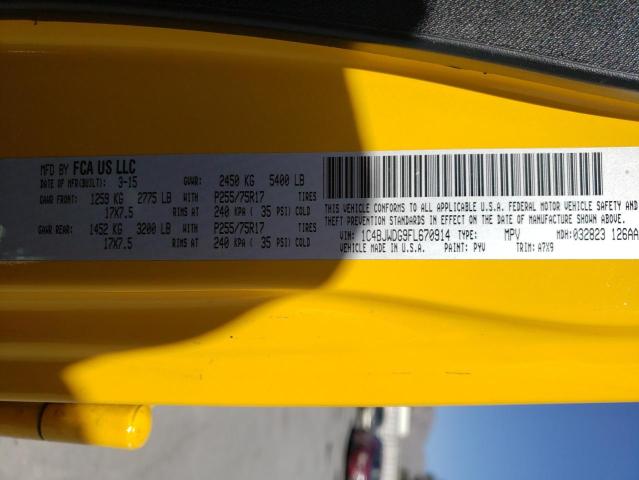 MFD BY FCA US LLC
DATE OF MFR(BUILT): 3-15 GVWR: 2450 KG 5400 LB
GAWR FRONT: 1259 KG 2775 LB WITH P255/75R17 TIRES
17X7.5 RIMS AT 240 KPA ( 35 PSI) COLD
GAWR REAR: 1452 KG 3200 LB WITH P255/75R17 TIRES
17X7.5 RIMS AT 240 KPA ( 35 PSI) COLD
THIS VEHICLE CONFORMS TO ALL APPLICABLE U.S.A. FEDERAL MOTOR VEHICLE SAFETY AND
THEFT PREVENTION STANDARDS IN EFFECT ON THE DATE OF MANUFACTURE SHOWN ABOVE.
VIN: 1C4BJWDG9FL670914 TYPE: MPV MDH: 032823 126AA
VEHICLE MADE IN U.S.A. PAINT: PYV TRIM: A7X9